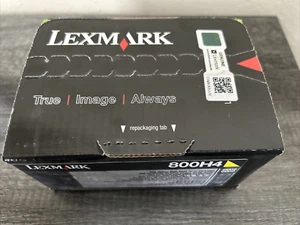 LEXMARK
True | Image | Always
repackaging tab
LEXMARK 800H4